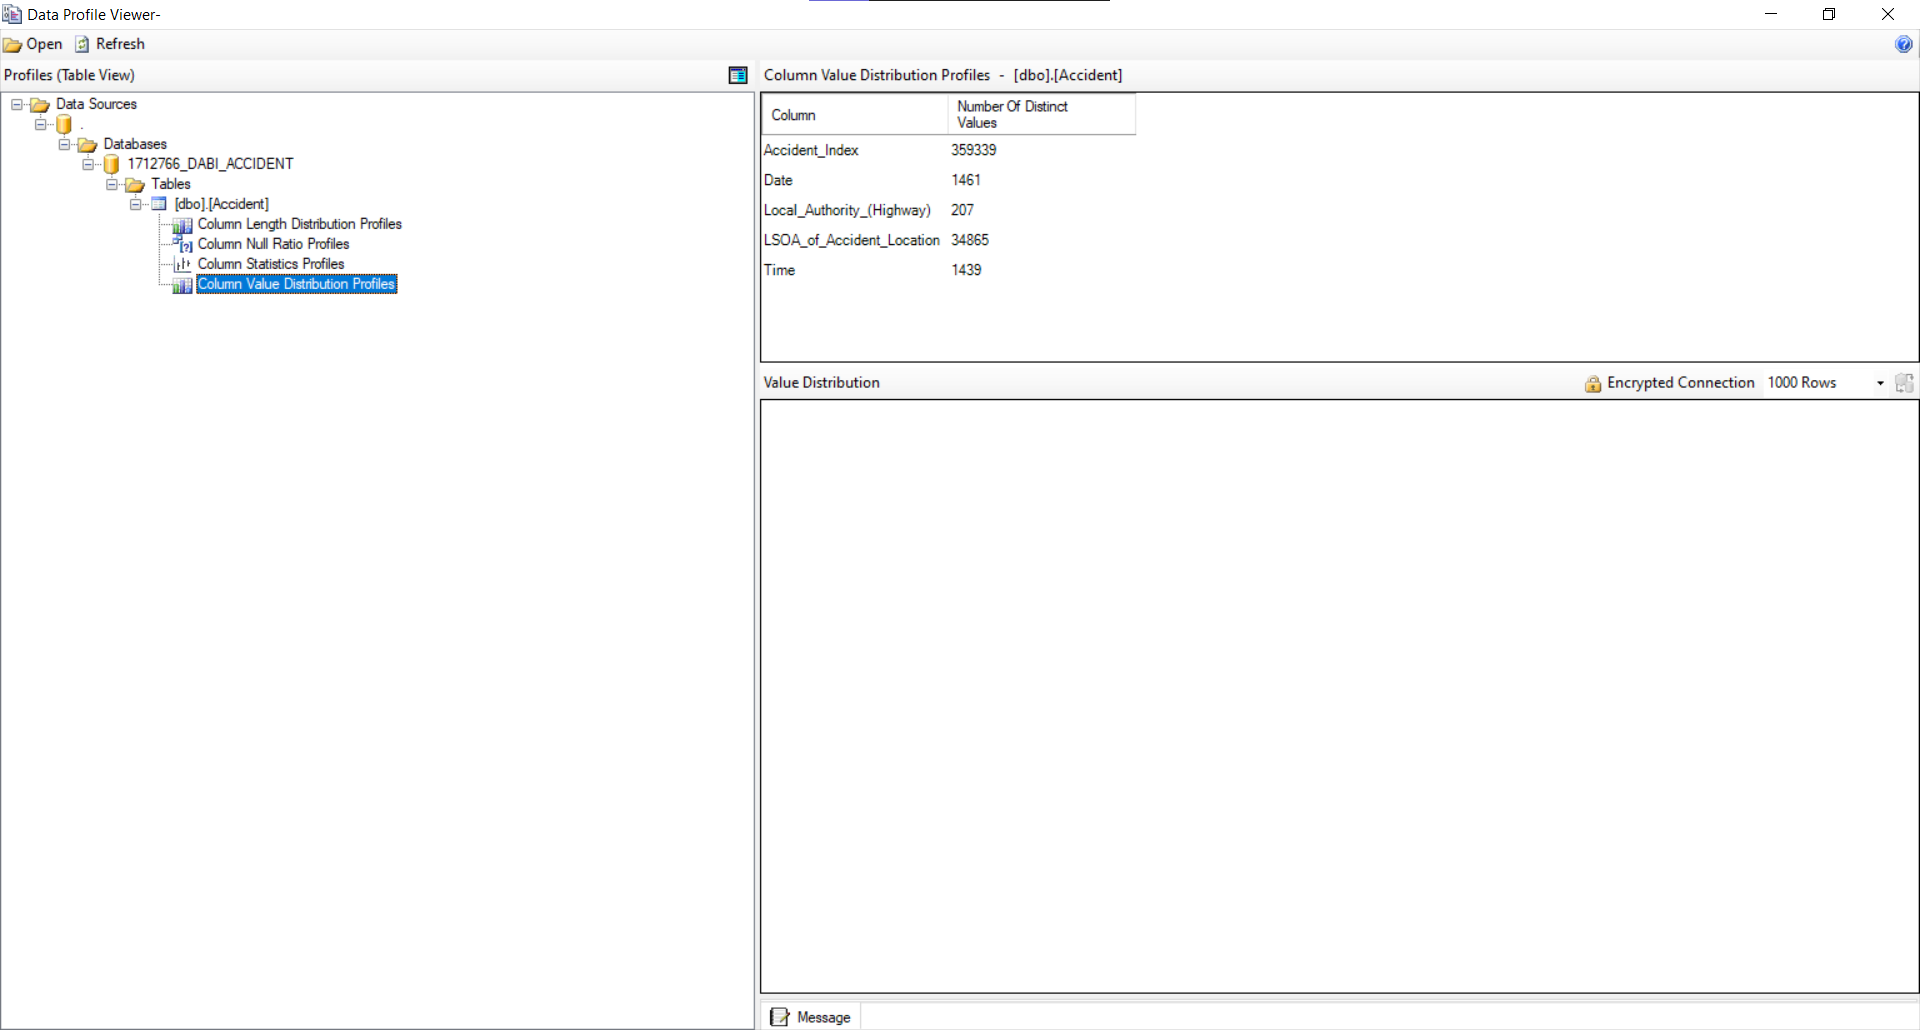 Data Profile Viewer-
Open Refresh
Profiles (Table View)
Data Sources
.
Databases
1712766_DABI_ACCIDENT
Tables
[dbo].[Accident]
Column Length Distribution Profiles
Column Null Ratio Profiles
Column Statistics Profiles
Column Value Distribution Profiles
Column Value Distribution Profiles - [dbo].[Accident]
Column Number Of Distinct Values
Accident_Index 359339
Date 1461
Local_Authority_(Highway) 207
LSOA_of_Accident_Location 34865
Time 1439
Value Distribution Encrypted Connection 1000 Rows
Message